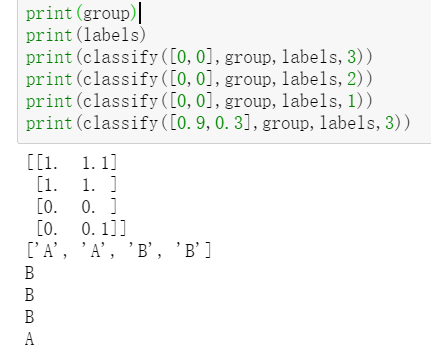 print(group)
print(labels)
print(classify([0,0],group,labels,3))
print(classify([0,0],group,labels,2))
print(classify([0,0],group,labels,1))
print(classify([0.9,0.3],group,labels,3))
[[1.  1.1]
 [1.  1. ]
 [0.  0. ]
 [0.  0.1]]
['A', 'A', 'B', 'B']
B
B
B
A